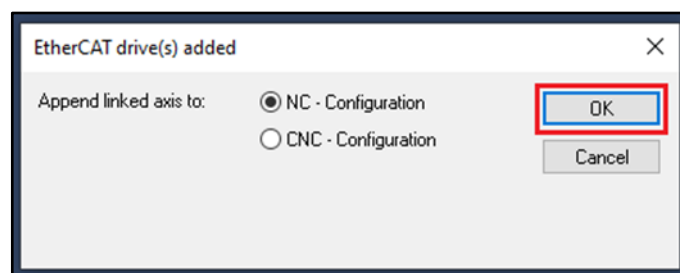 EtherCAT drive(s) added
Append linked axis to:
NC - Configuration
CNC - Configuration
OK
Cancel